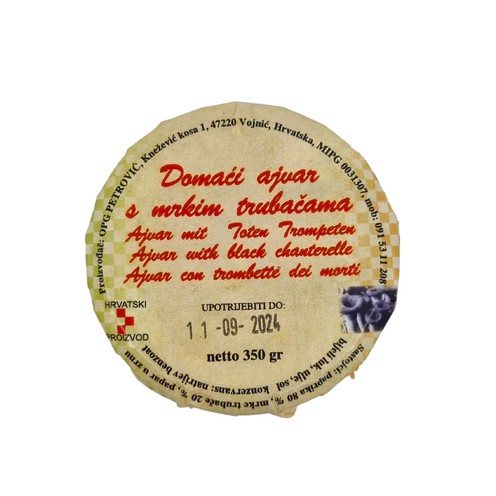 Proizvođač: OPG PETROVIĆ, Knežević kosa 1, 47220 Vojnić, Hrvatska, MIPG 0031307, mob: 091 53 11 208
Domaći ajvar
s mrkim trubačama
Ajvar mit Toten Trompeten
Ajvar with black chanterelle
Ajvar con trombette dei morti
HRVATSKI
PROIZVOD
UPOTRIJEBITI DO:
11-09-2024
netto 350 gr
Sastojci: paprika 80 %, mrke trubače 20 %, papar u zrnu
bijeli luk, ulje, sol konzervans: natrijev benzoat